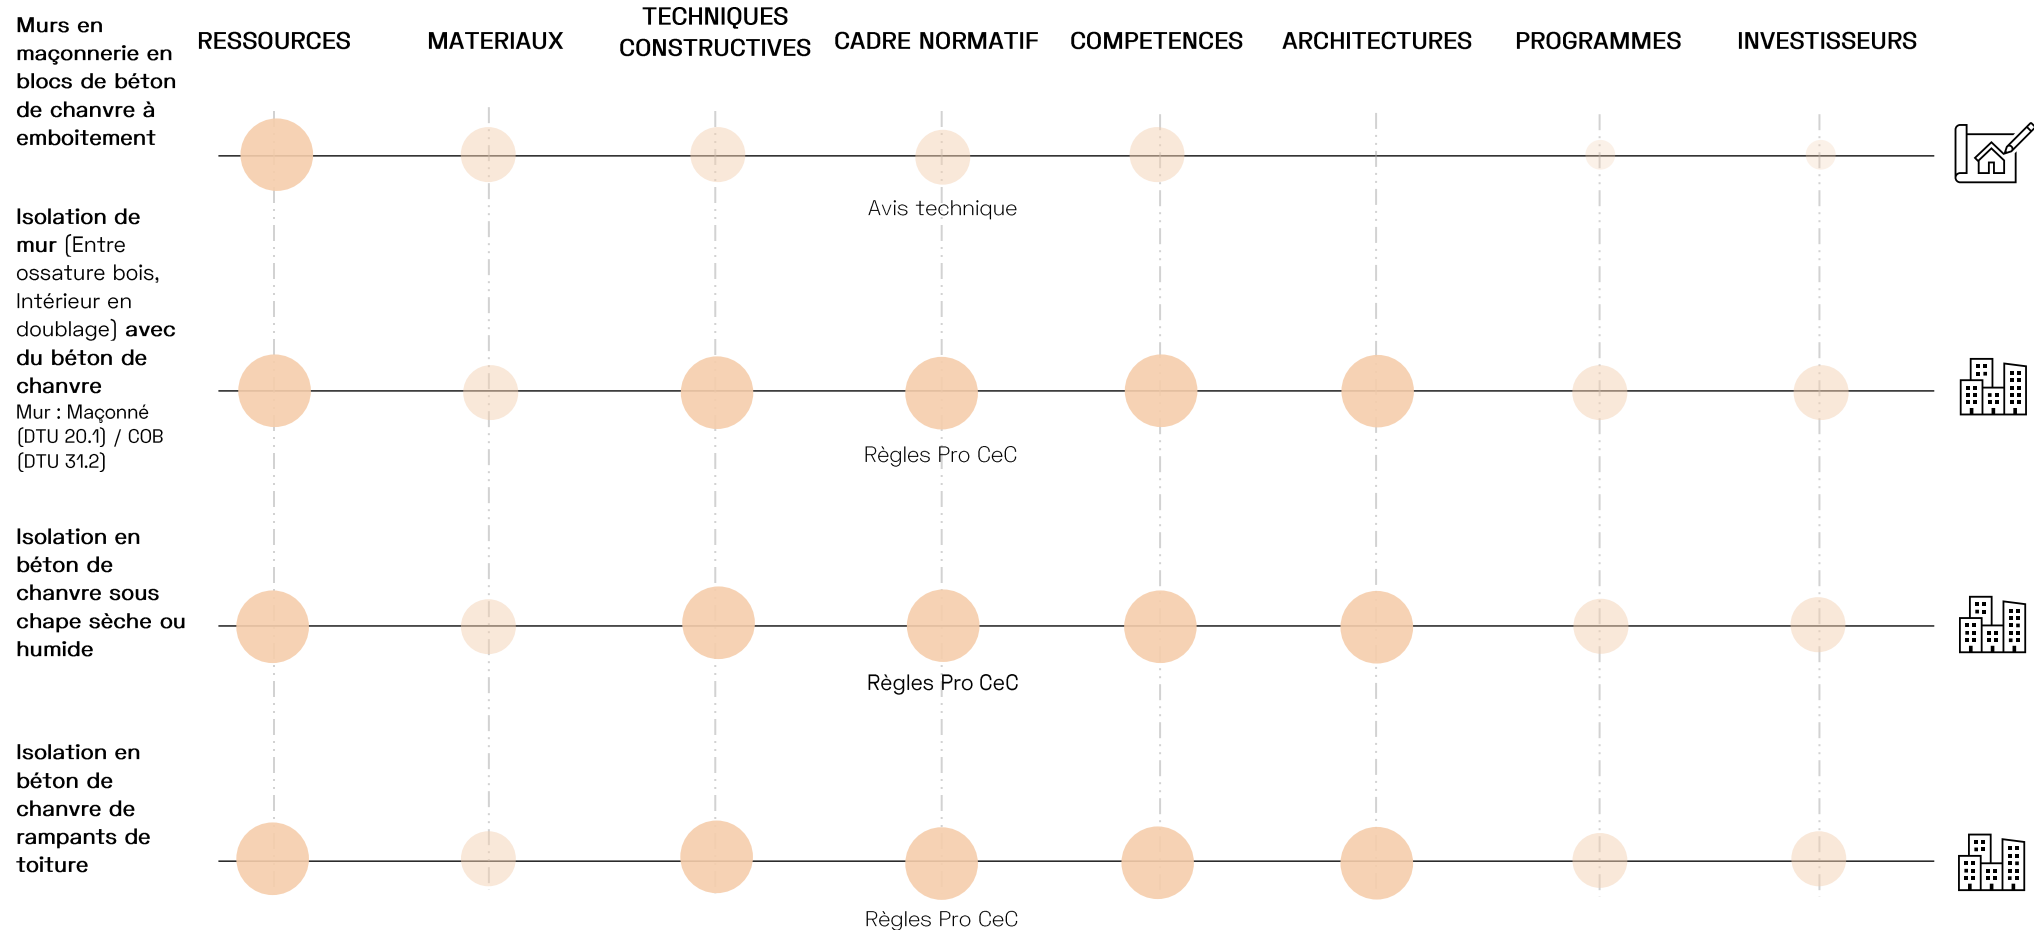 RESSOURCES
MATERIAUX
TECHNIQUES
CONSTRUCTIVES
CADRE NORMATIF
COMPETENCES
ARCHITECTURES
PROGRAMMES
INVESTISSEURS
Murs en
maçonnerie en
blocs de béton
de chanvre à
emboitement
Avis technique
Isolation de
mur (Entre
ossature bois,
Intérieur en
doublage) avec
du béton de
chanvre
Mur : Maçonné
(DTU 20.1) / COB
(DTU 31.2)
Règles Pro CeC
Isolation en
béton de
chanvre sous
chape sèche ou
humide
Règles Pro CeC
Isolation en
béton de
chanvre de
rampants de
toiture
Règles Pro CeC